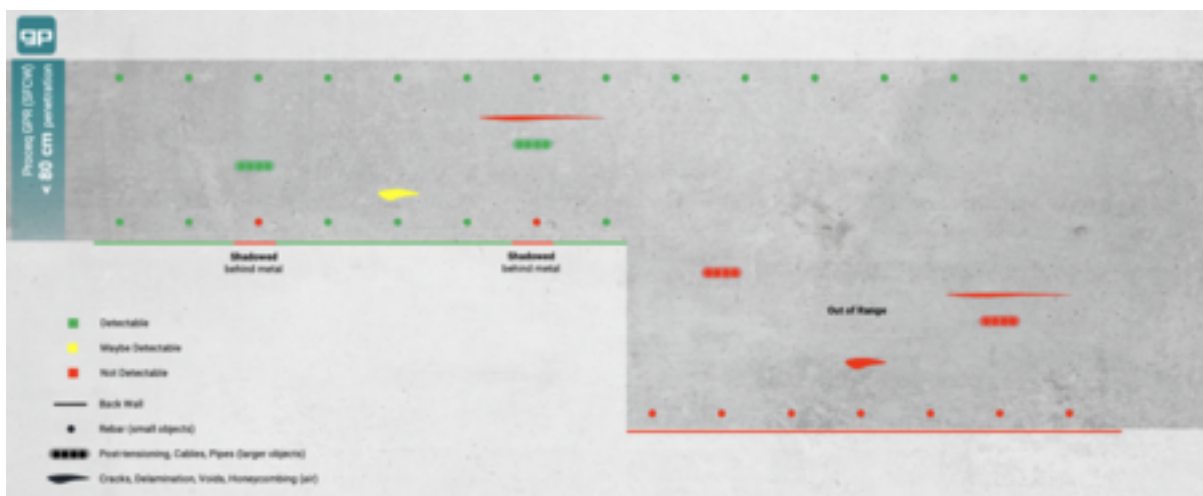 gp
Proceq GPR (SFCW)
< 80 cm penetration
Shadowed
behind metal
Shadowed
behind metal
Out of Range
Detectable
Maybe Detectable
Not Detectable
Back Wall
Rebar (small objects)
Post-tensioning, Cables, Pipes (larger objects)
Cracks, Delamination, Voids, Honeycombing (air)